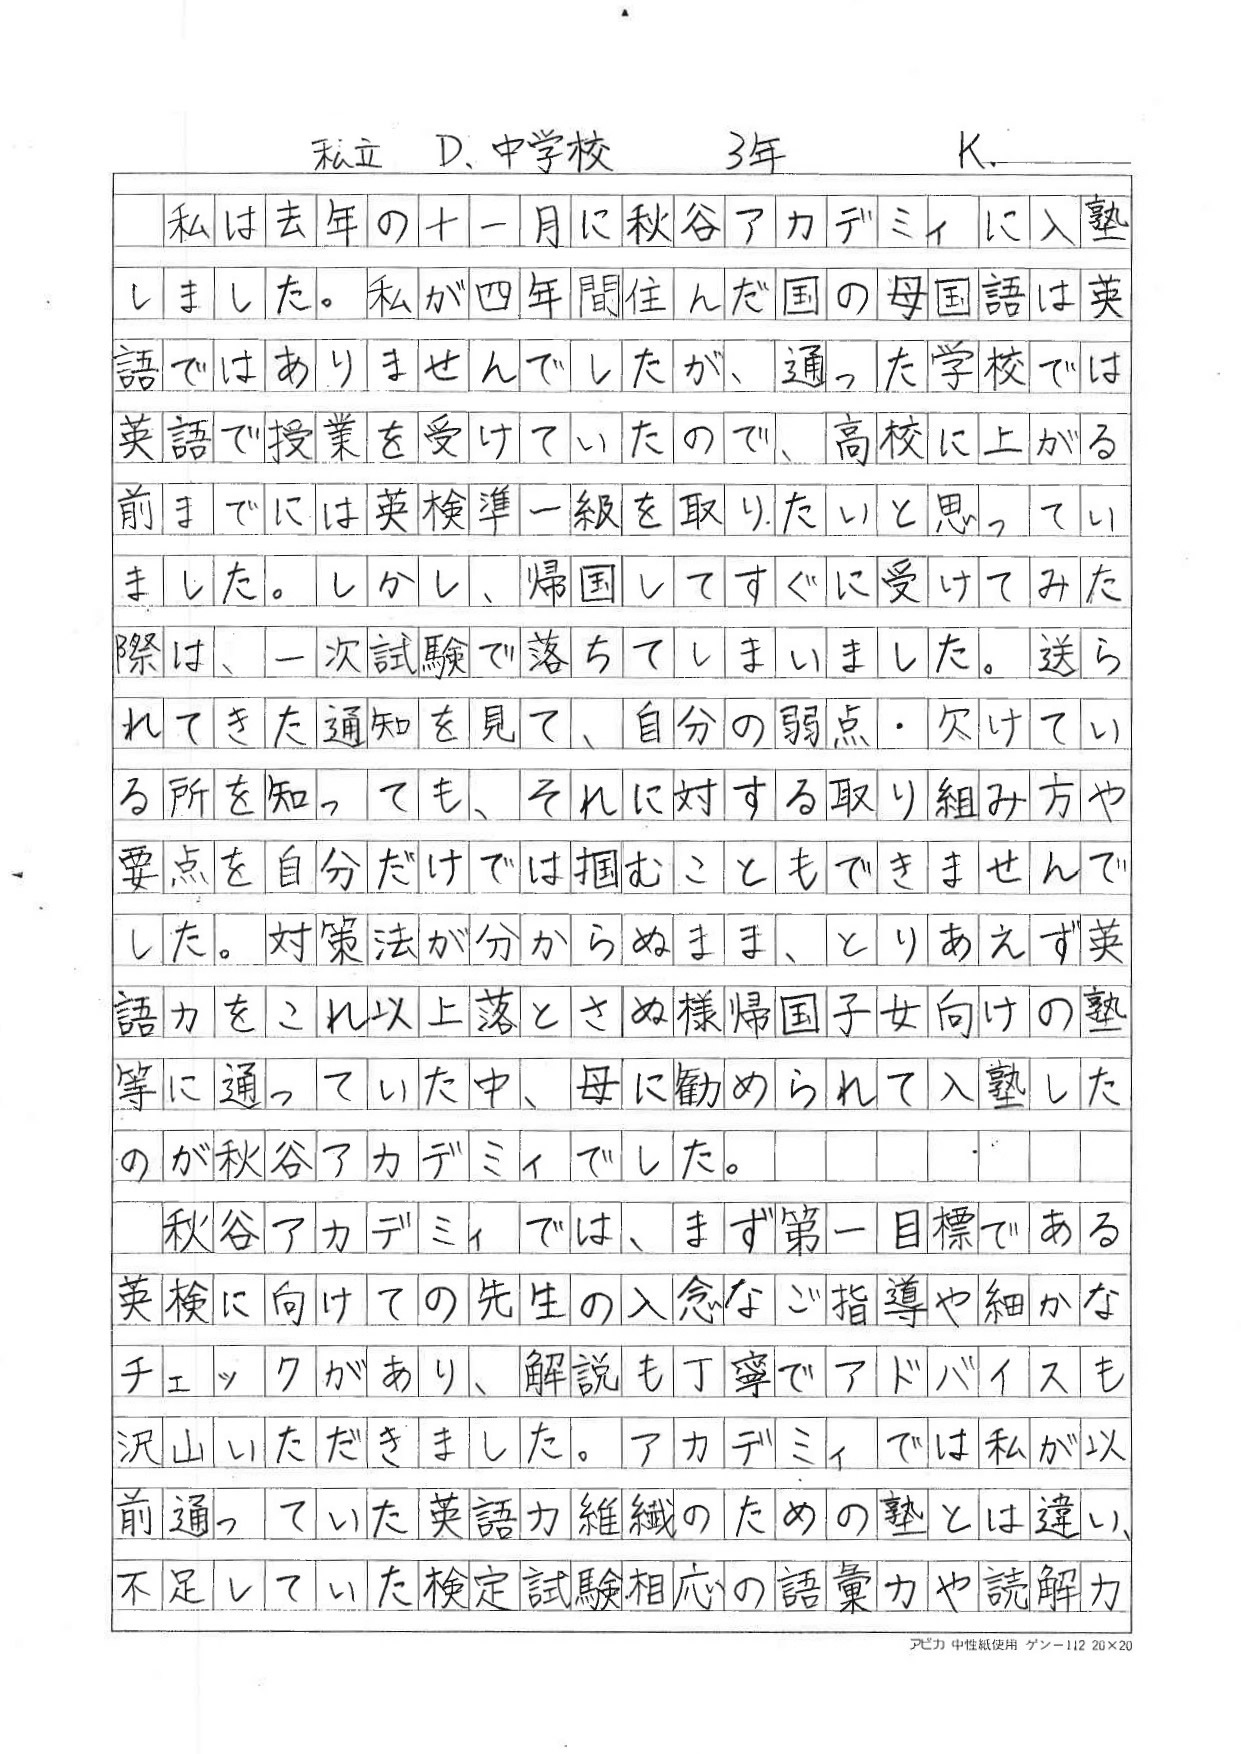 私立 D.中学校 3年 K.
私は去年の十一月に秋谷アカデミィに入塾
しました。私が四年間住んだ国の母国語は英
語ではありませんでしたが、通った学校では
英語で授業を受けていたので、高校に上がる
前までには英検準一級を取りたいと思ってい
ました。しかし、帰国してすぐに受けてみた
際は、一次試験で落ちてしまいました。送ら
れてきた通知を見て、自分の弱点・欠けてい
る所を知っても、それに対する取り組み方や
要点を自分だけでは掴むこともできませんで
した。対策法が分からぬまま、とりあえず英
語力をこれ以上落とさぬ様帰国子女向けの塾
等に通っていた中、母に勧められて入塾した
のが秋谷アカデミィでした。
秋谷アカデミィでは、まず第一目標である
英検に向けての先生の入念なご指導や細かな
チェックがあり、解説も丁寧でアドバイスも
沢山いただきました。アカデミィでは私が以
前通っていた英語力維繊のための塾とは違い、
不足していた検定試験相応の語彙力や読解力
アピカ 中性紙使用 ゲンー112 20×20